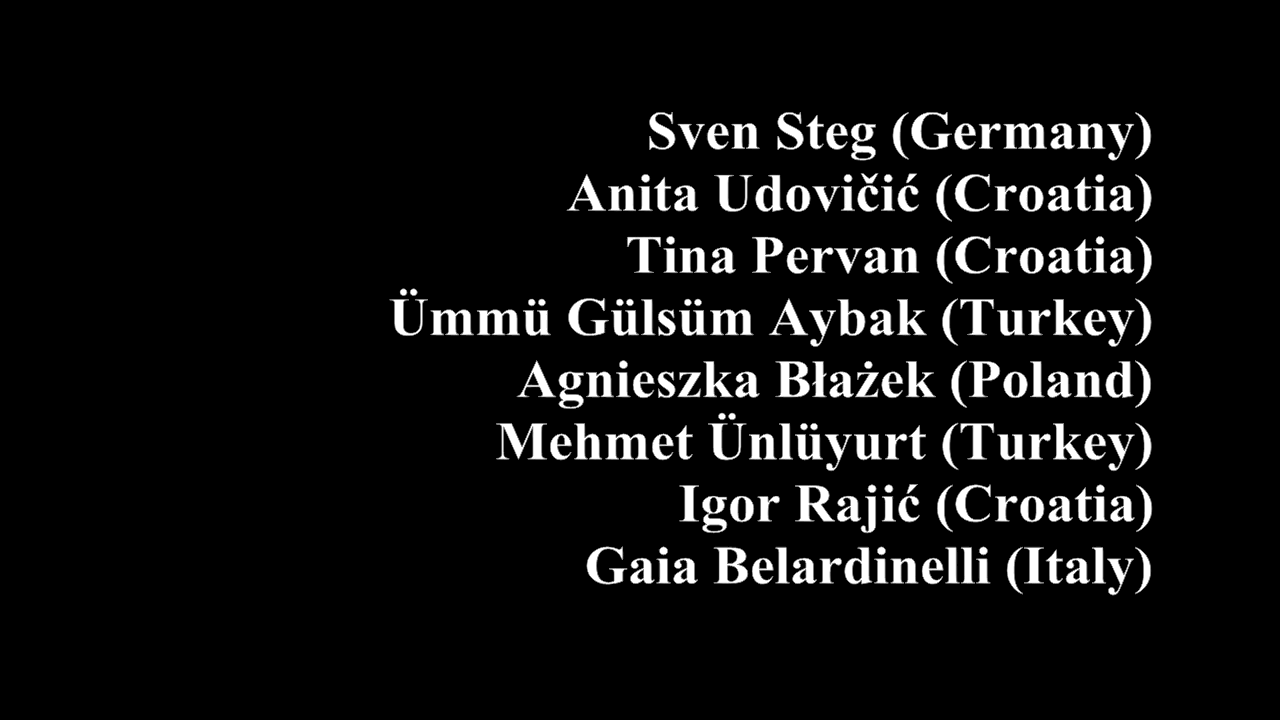 Sven Steg (Germany)
Anita Udovičić (Croatia)
Tina Pervan (Croatia)
Ümmü Gülsüm Aybak (Turkey)
Agnieszka Błażek (Poland)
Mehmet Ünlüyurt (Turkey)
Igor Rajić (Croatia)
Gaia Belardinelli (Italy)